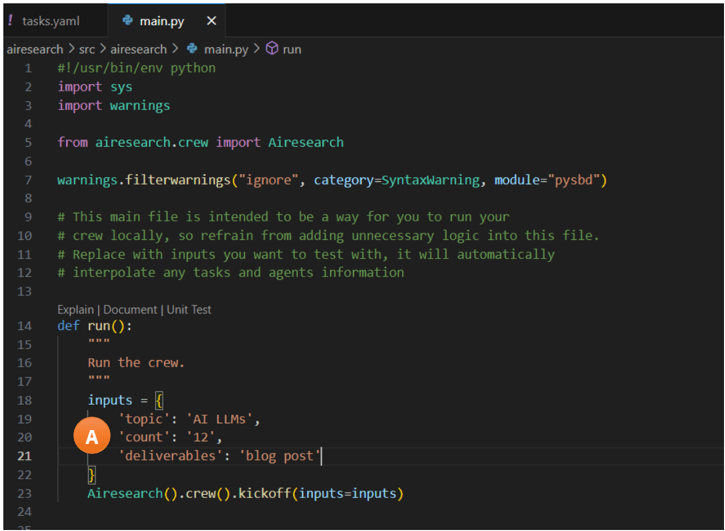 ! tasks.yaml main.py ×
airesearch > src > airesearch > main.py > run
1 #!/usr/bin/env python
2 import sys
3 import warnings
4
5 from airesearch.crew import Airesearch
6
7 warnings.filterwarnings("ignore", category=SyntaxWarning, module="pysbd")
8
9 # This main file is intended to be a way for you to run your
10 # crew locally, so refrain from adding unnecessary logic into this file.
11 # Replace with inputs you want to test with, it will automatically
12 # interpolate any tasks and agents information
13
Explain | Document | Unit Test
14 def run():
15 """
16 Run the crew.
17 """
18 inputs = {
19 'topic': 'AI LLMs',
20 A 'count': '12',
21 'deliverables': 'blog post'
22 }
23 Airesearch().crew().kickoff(inputs=inputs)
24
25